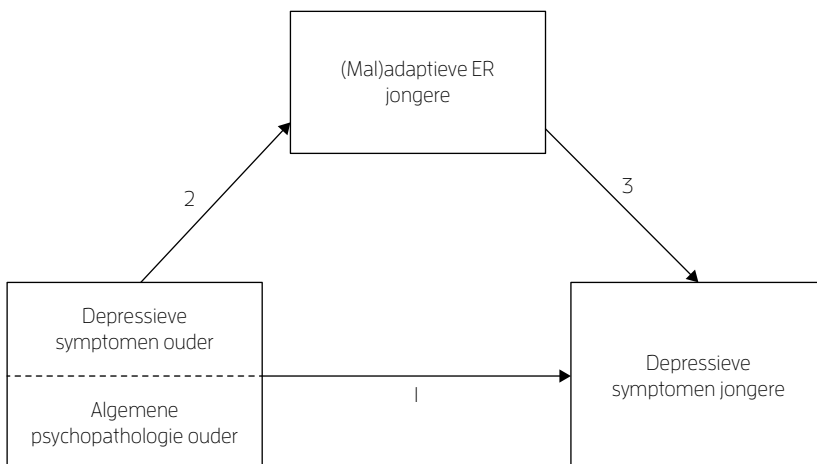 (Mal)adaptieve ER
jongere
2
3
Depressieve
symptomen ouder
Algemene
psychopathologie ouder
1
Depressieve
symptomen jongere